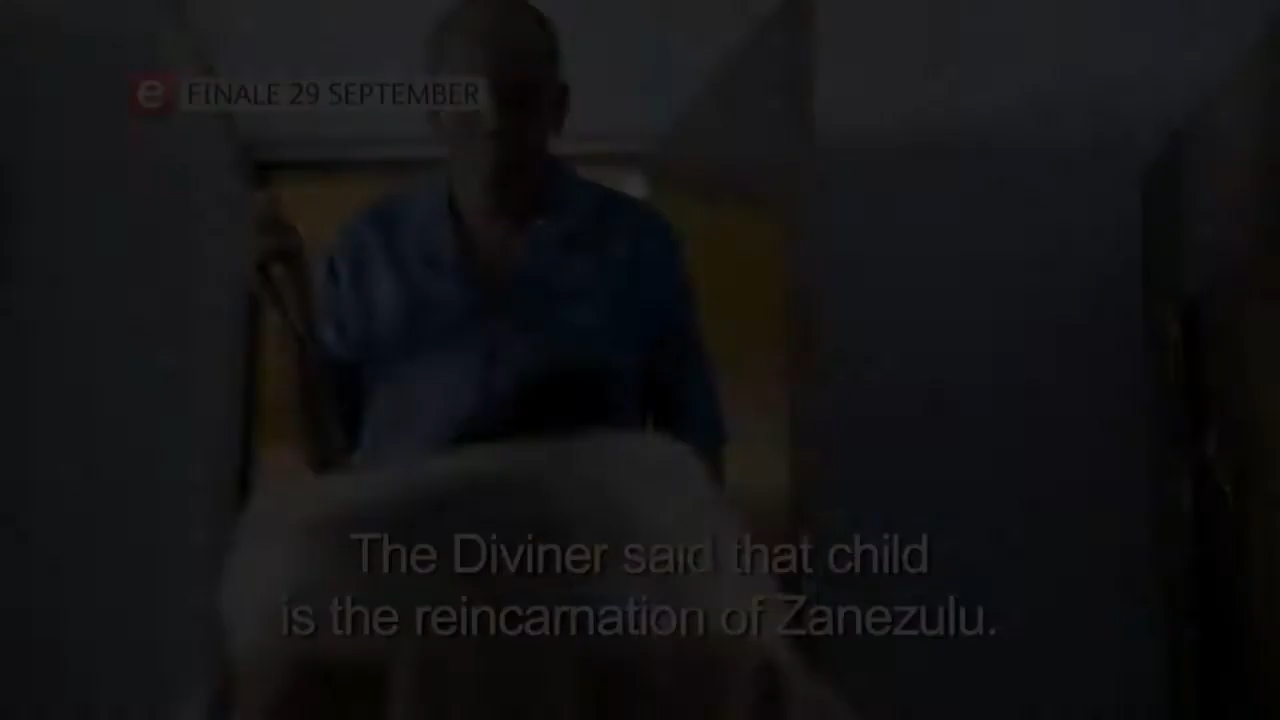 e FINALE 29 SEPTEMBER
The Diviner said that child
is the reincarnation of Zanezulu.